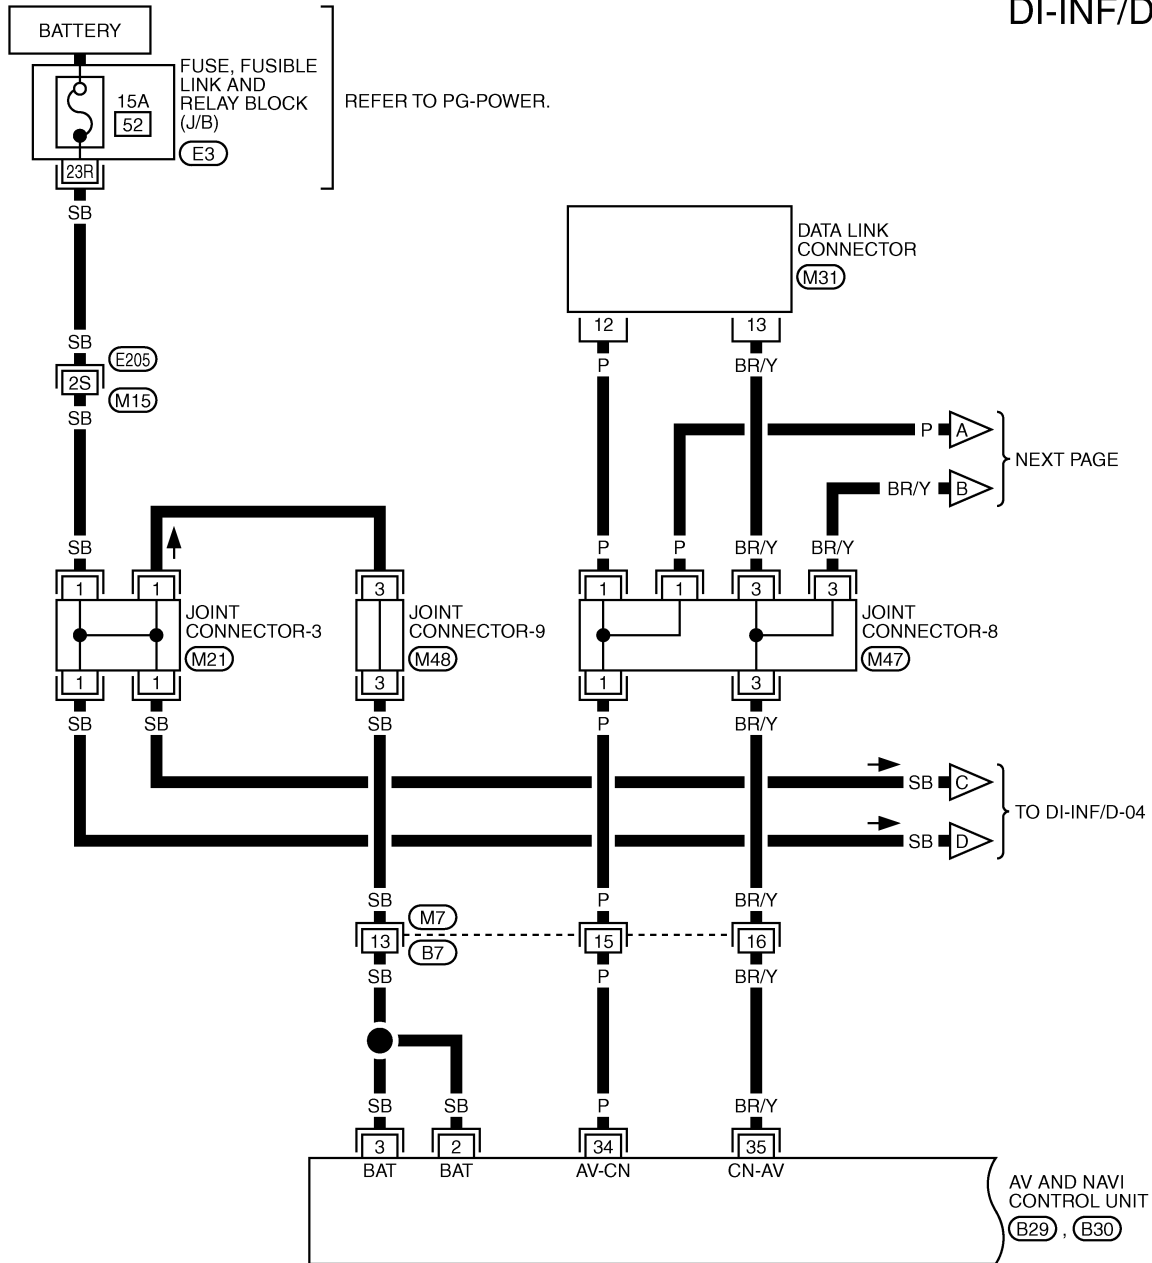 DI-INF/D
BATTERY
FUSE, FUSIBLE
LINK AND
RELAY BLOCK
(J/B)
15A
52
E3
REFER TO PG-POWER.
23R
SB
DATA LINK
CONNECTOR
M31
12
13
P
BR/Y
SB
E205
2S
M15
SB
P
A
NEXT PAGE
BR/Y
B
SB
P
P
BR/Y
BR/Y
1
1
3
1
1
3
3
JOINT
CONNECTOR-3
M21
JOINT
CONNECTOR-9
M48
JOINT
CONNECTOR-8
M47
1
1
3
1
3
SB
SB
SB
P
BR/Y
SB
C
TO DI-INF/D-04
SB
D
SB
P
BR/Y
M7
13
15
16
B7
SB
P
BR/Y
SB
SB
P
BR/Y
3
2
34
35
BAT
BAT
AV-CN
CN-AV
AV AND NAVI
CONTROL UNIT
B29 , B30